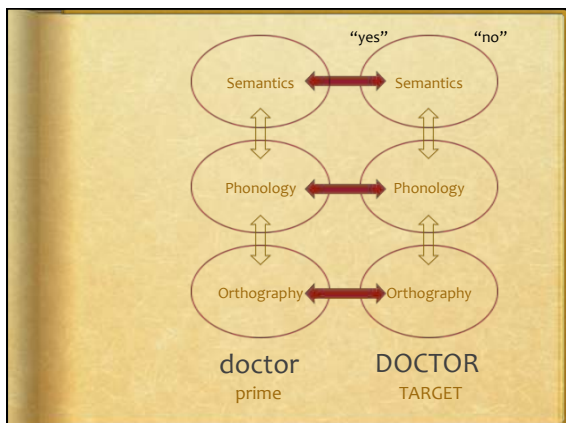 “yes” “no”
Semantics Semantics
Phonology Phonology
Orthography Orthography
doctor DOCTOR
prime TARGET